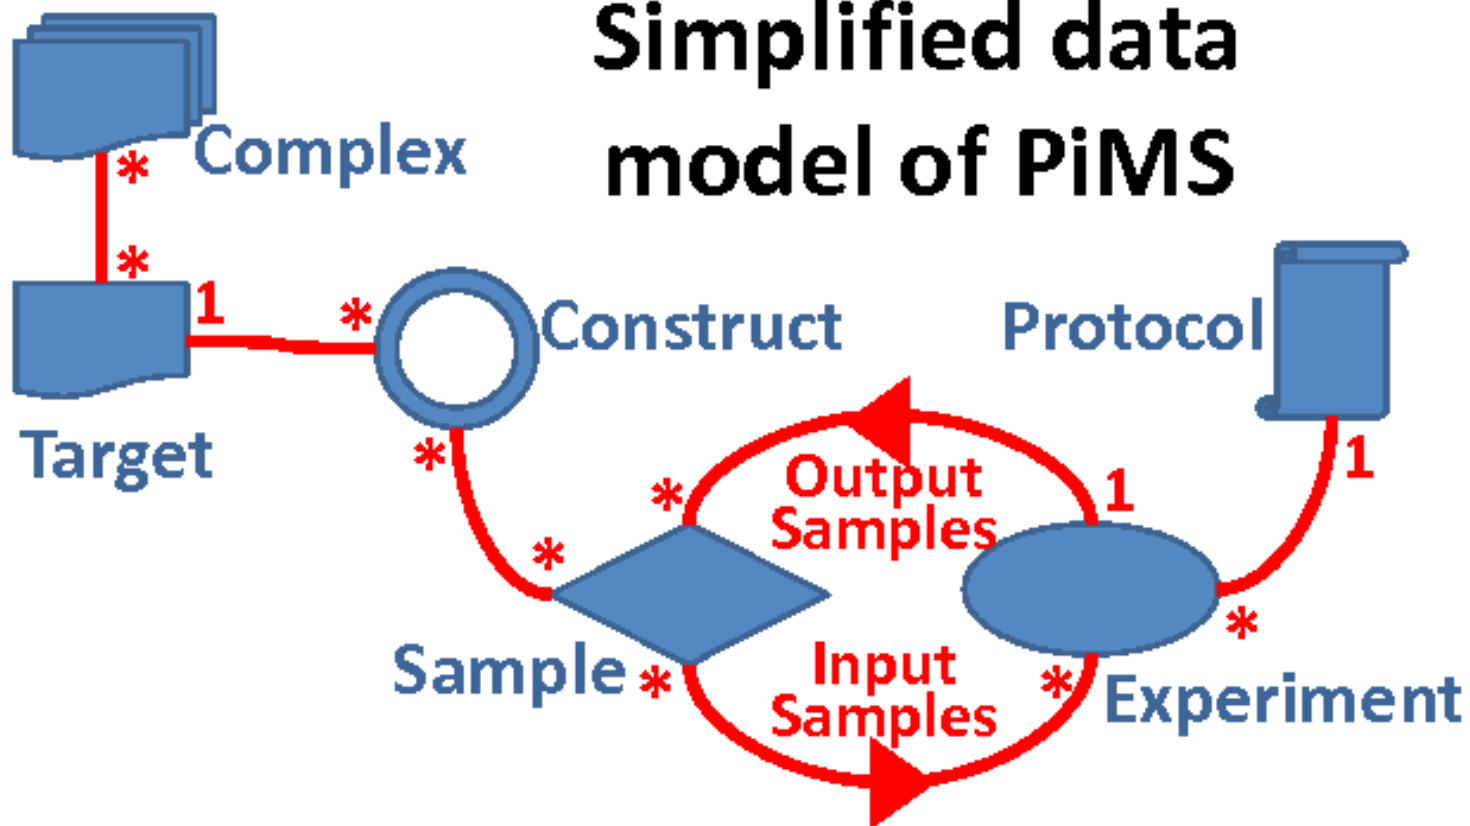 Simplified data
model of PiMS
Complex
*
*
1
*
Construct
Protocol
Target
*
*
1
*
Output
Samples
1
*
Sample
*
Input
Samples
*
Experiment